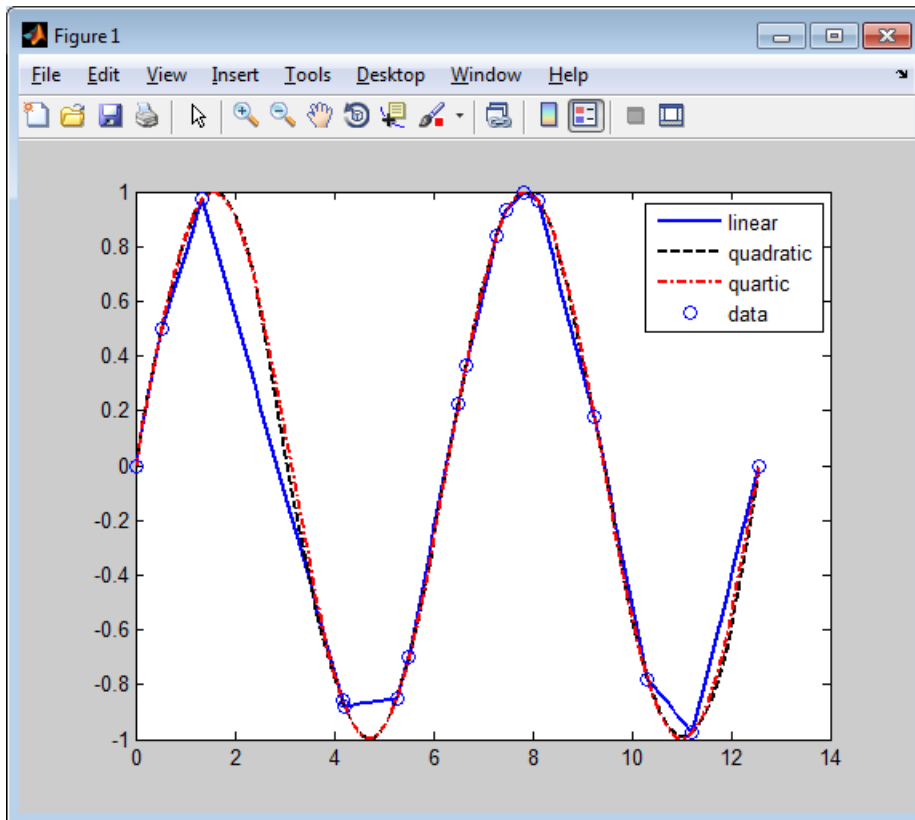 Figure 1
File Edit View Insert Tools Desktop Window Help
1
0.8
0.6
0.4
0.2
0
-0.2
-0.4
-0.6
-0.8
-1
linear
quadratic
quartic
data
0 2 4 6 8 10 12 14